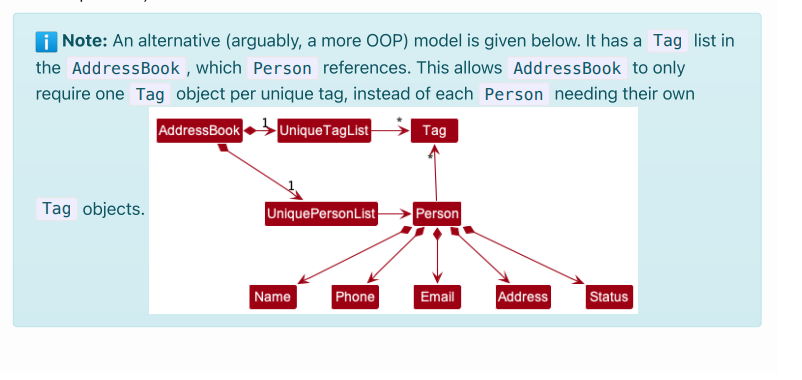 Note: An alternative (arguably, a more OOP) model is given below. It has a Tag list in
the AddressBook, which Person references. This allows AddressBook to only
require one Tag object per unique tag, instead of each Person needing their own
AddressBook 1 UniqueTagList * Tag
*
1
Tag objects.
UniquePersonList Person
Name Phone Email Address Status